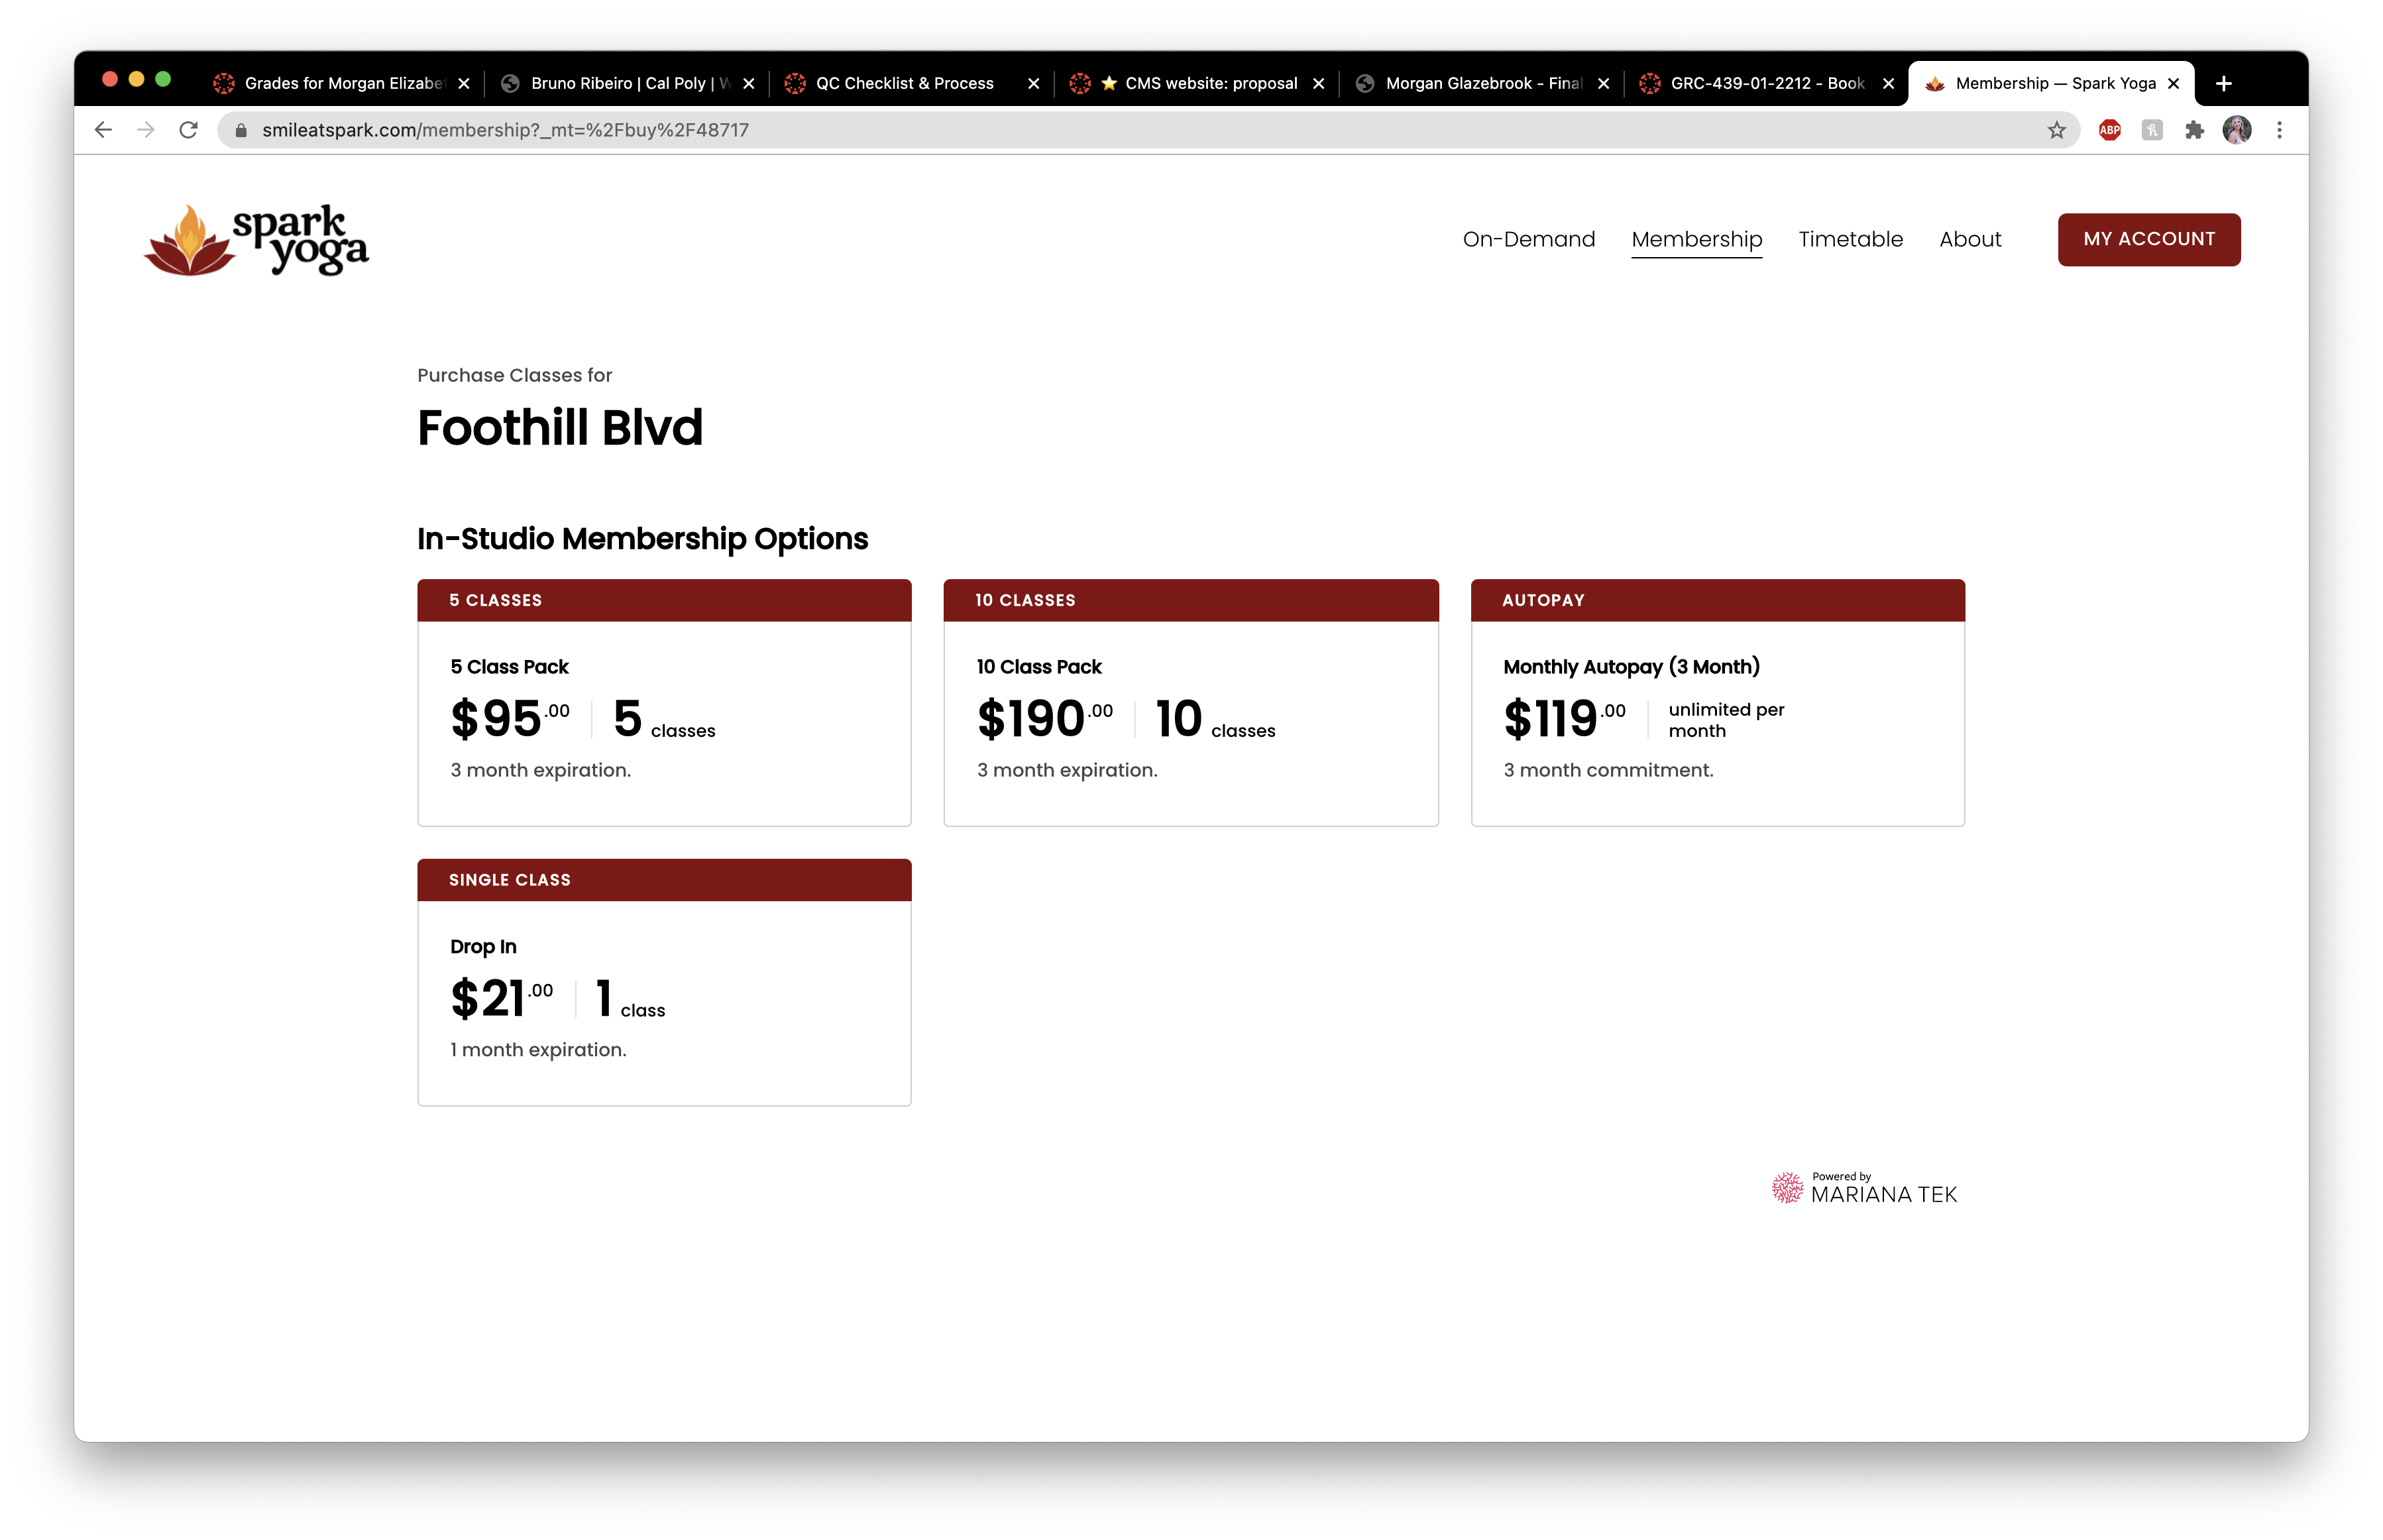 Grades for Morgan Elizabe
Bruno Ribeiro | Cal Poly | W
QC Checklist & Process
CMS website: proposal
Morgan Glazebrook - Final
GRC-439-01-2212 - Book
Membership — Spark Yoga
smileatspark.com/membership?_mt=%2Fbuy%2F48717
ABP
h
spark
yoga
On-Demand
Membership
Timetable
About
MY ACCOUNT
Purchase Classes for
Foothill Blvd
In-Studio Membership Options
5 CLASSES
5 Class Pack
$95.00 | 5 classes
3 month expiration.
10 CLASSES
10 Class Pack
$190.00 | 10 classes
3 month expiration.
AUTOPAY
Monthly Autopay (3 Month)
$119.00 | unlimited per
month
3 month commitment.
SINGLE CLASS
Drop In
$21.00 | 1 class
1 month expiration.
Powered by
MARIANA TEK